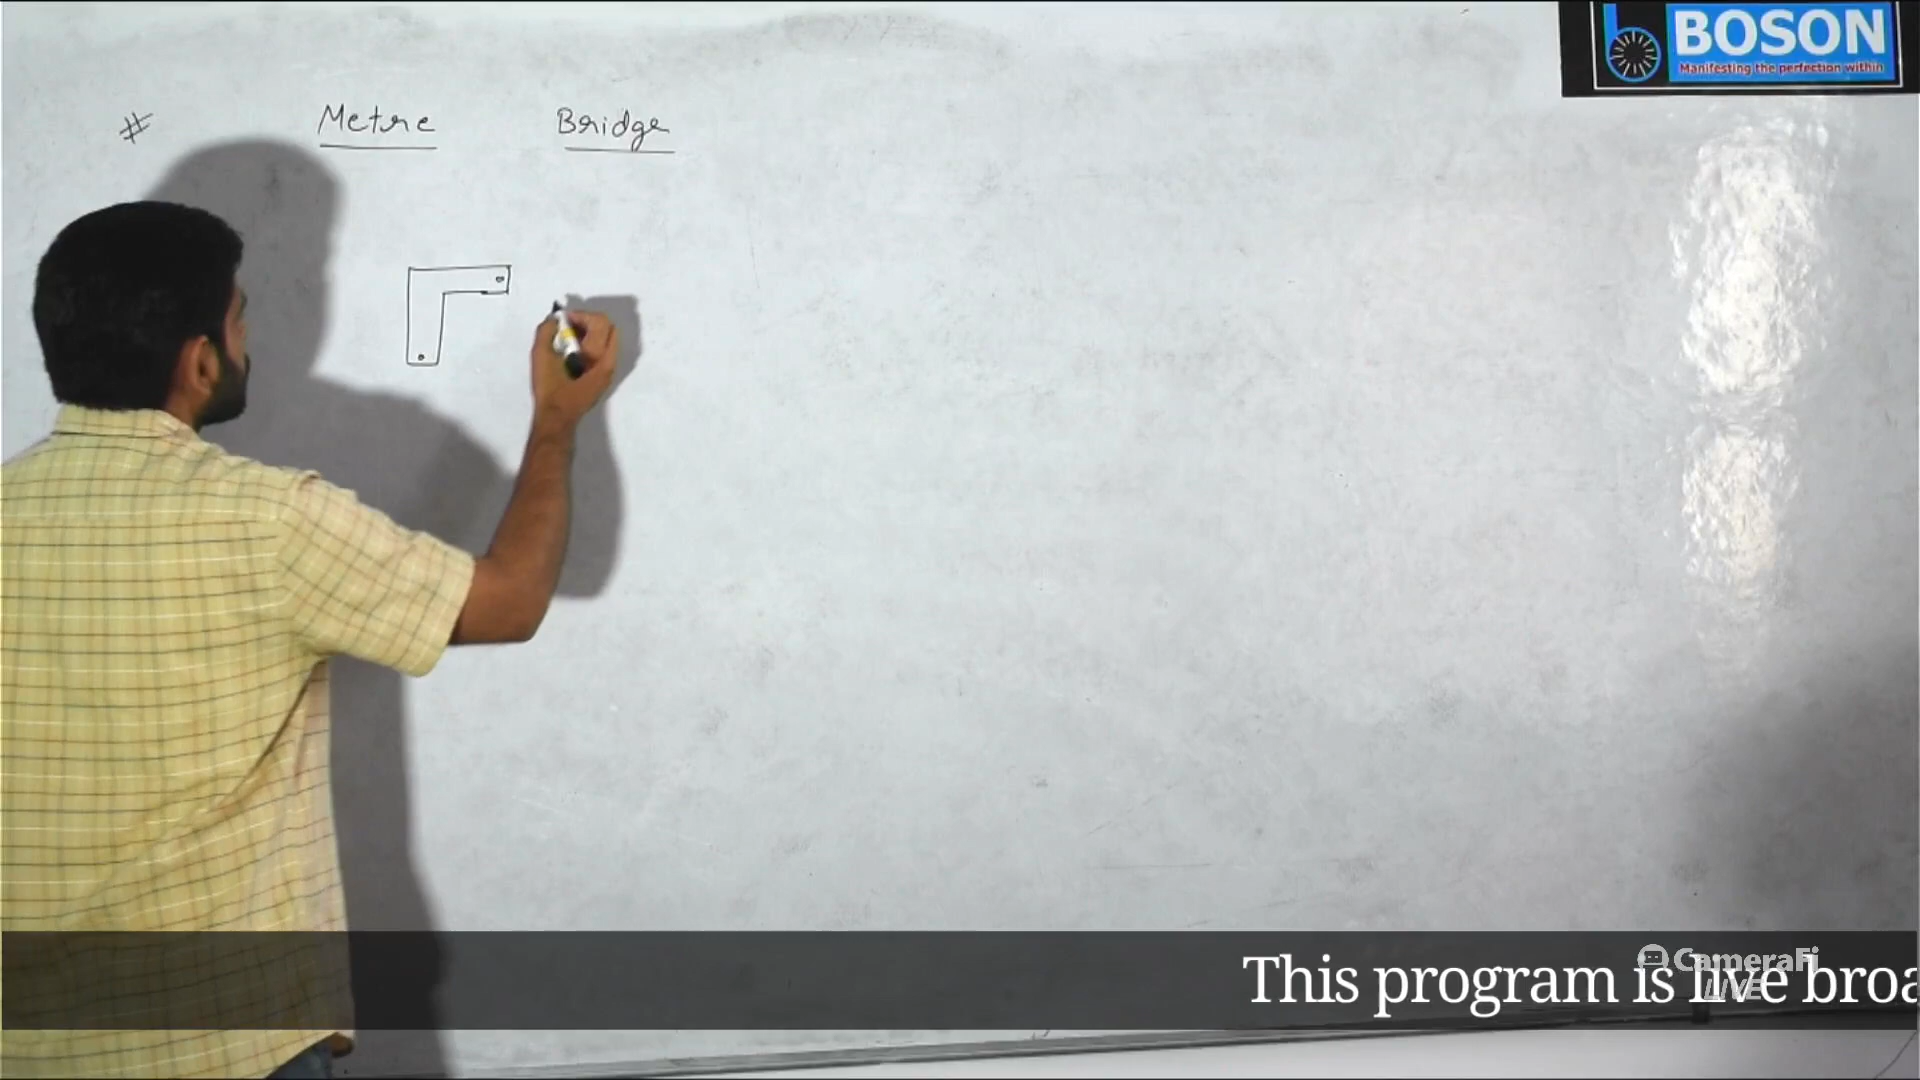 BOSON
Manifesting the perfection within
# Metre Bridge
This program is live broa
CameraFi
LIVE